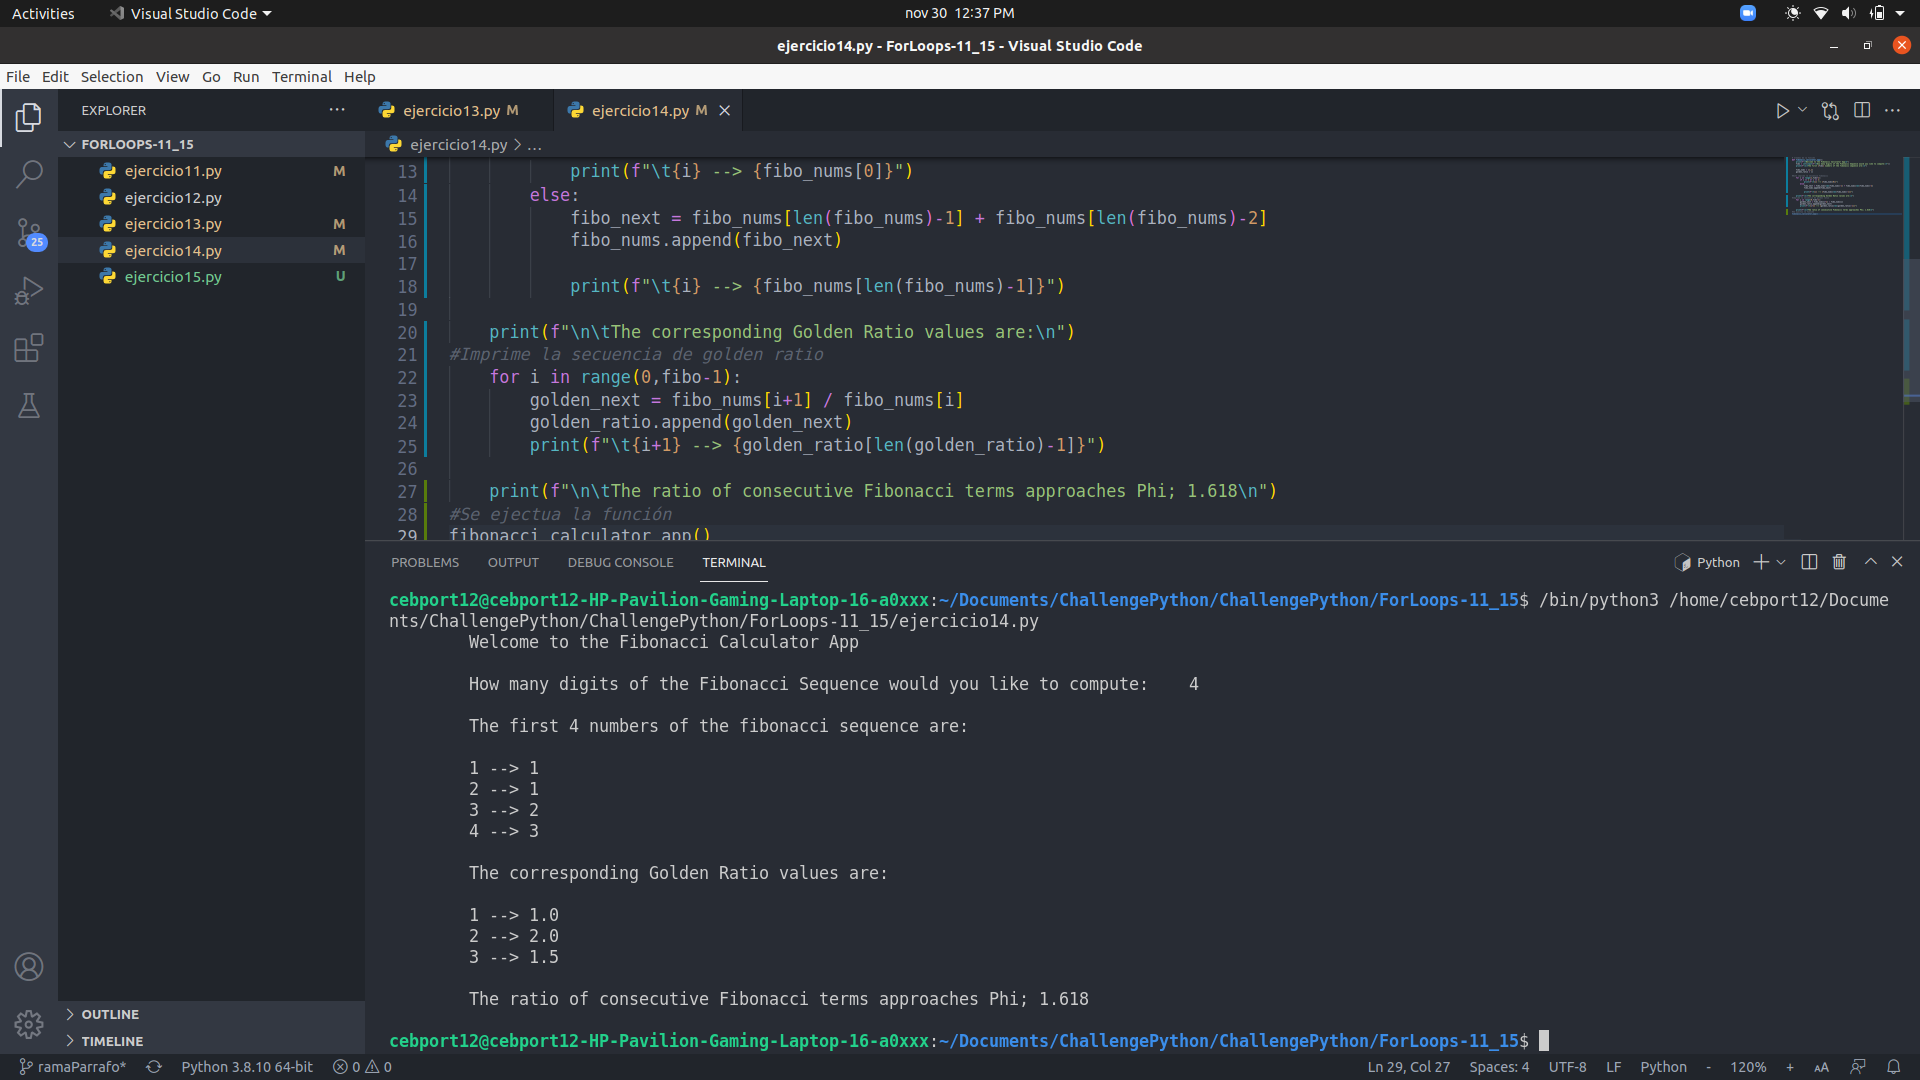 Activities
Visual Studio Code
nov 30 12:37 PM
ejercicio14.py - ForLoops-11_15 - Visual Studio Code
File Edit Selection View Go Run Terminal Help
EXPLORER
ejercicio13.py M
ejercicio14.py M
FORLOOPS-11_15
ejercicio14.py > ...
ejercicio11.py M
ejercicio12.py
ejercicio13.py M
ejercicio14.py M
ejercicio15.py U
25
13 print(f"\t{i} --> {fibo_nums[0]}")
14 else:
15 fibo_next = fibo_nums[len(fibo_nums)-1] + fibo_nums[len(fibo_nums)-2]
16 fibo_nums.append(fibo_next)
17
18 print(f"\t{i} --> {fibo_nums[len(fibo_nums)-1]}")
19
20 print(f"\n\tThe corresponding Golden Ratio values are:\n")
21 #Imprime la secuencia de golden ratio
22 for i in range(0,fibo-1):
23 golden_next = fibo_nums[i+1] / fibo_nums[i]
24 golden_ratio.append(golden_next)
25 print(f"\t{i+1} --> {golden_ratio[len(golden_ratio)-1]}")
26
27 print(f"\n\tThe ratio of consecutive Fibonacci terms approaches Phi; 1.618\n")
28 #Se ejectua la función
29 fibonacci_calculator_app()
PROBLEMS OUTPUT DEBUG CONSOLE TERMINAL
Python
cebport12@cebport12-HP-Pavilion-Gaming-Laptop-16-a0xxx:~/Documents/ChallengePython/ChallengePython/ForLoops-11_15$ /bin/python3 /home/cebport12/Docume
nts/ChallengePython/ChallengePython/ForLoops-11_15/ejercicio14.py
Welcome to the Fibonacci Calculator App
How many digits of the Fibonacci Sequence would you like to compute: 4
The first 4 numbers of the fibonacci sequence are:
1 --> 1
2 --> 1
3 --> 2
4 --> 3
The corresponding Golden Ratio values are:
1 --> 1.0
2 --> 2.0
3 --> 1.5
The ratio of consecutive Fibonacci terms approaches Phi; 1.618
cebport12@cebport12-HP-Pavilion-Gaming-Laptop-16-a0xxx:~/Documents/ChallengePython/ChallengePython/ForLoops-11_15$
OUTLINE
TIMELINE
ramaParrafo*
Python 3.8.10 64-bit
0 0
Ln 29, Col 27
Spaces: 4
UTF-8
LF
Python
- 120% +
AA